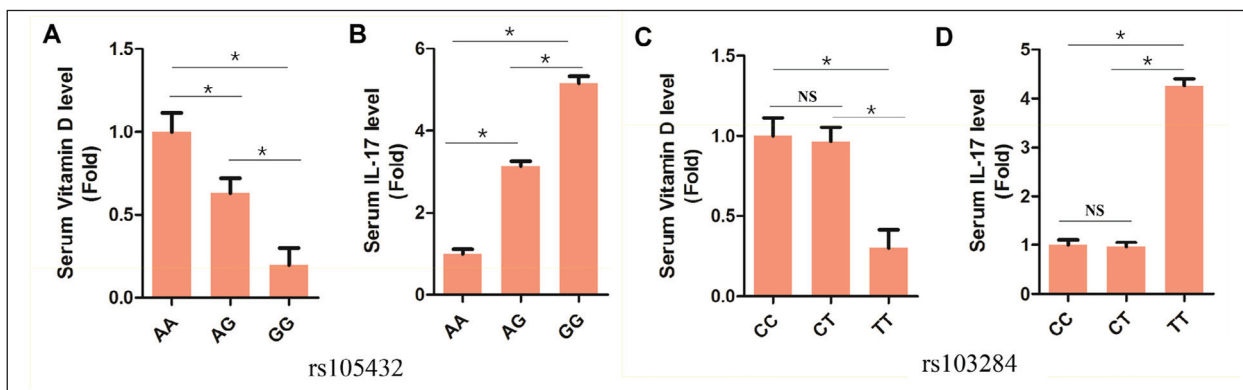 A
Serum Vitamin D level
(Fold)
1.5
1.0
0.5
0.0
*
*
*
AA
AG
GG
B
Serum IL-17 level
(Fold)
6
4
2
0
*
*
*
AA
AG
GG
rs105432
C
Serum Vitamin D level
(Fold)
1.5
1.0
0.5
0.0
*
NS
*
CC
CT
TT
D
Serum IL-17 level
(Fold)
5
4
3
2
1
0
*
*
NS
CC
CT
TT
rs103284